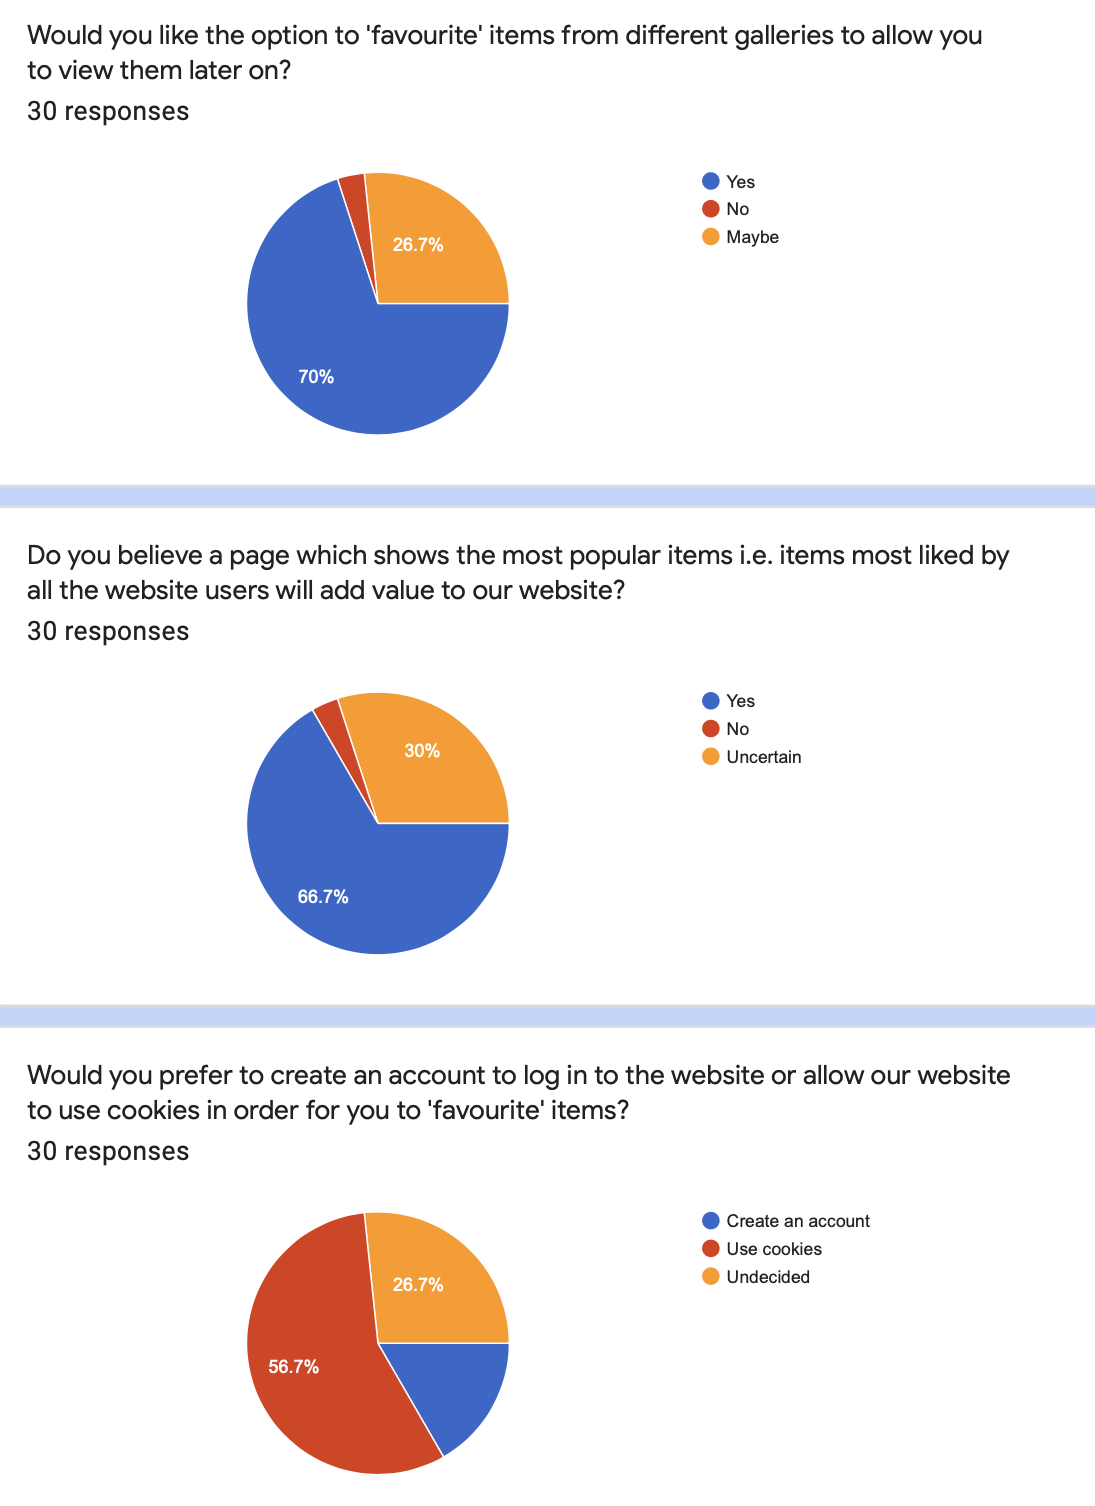 Would you like the option to 'favourite' items from different galleries to allow you
to view them later on?
30 responses
Yes
No
Maybe
26.7%
70%
Do you believe a page which shows the most popular items i.e. items most liked by
all the website users will add value to our website?
30 responses
Yes
No
Uncertain
30%
66.7%
Would you prefer to create an account to log in to the website or allow our website
to use cookies in order for you to 'favourite' items?
30 responses
Create an account
Use cookies
Undecided
26.7%
56.7%